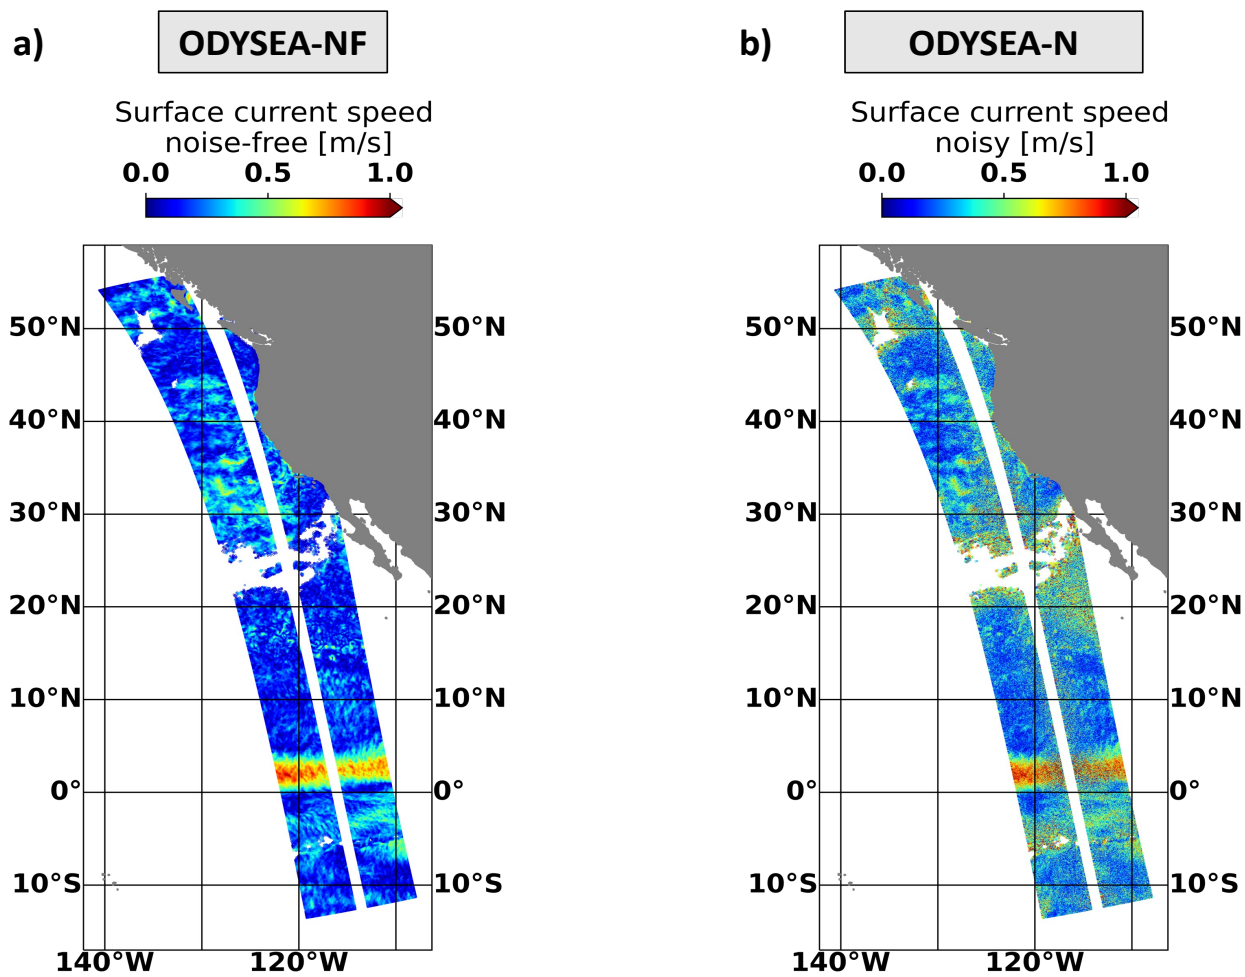 a)
ODYSEA-NF
Surface current speed
noise-free [m/s]
0.0 0.5 1.0
50°N 50°N
40°N 40°N
30°N 30°N
20°N 20°N
10°N 10°N
0° 0°
10°S 10°S
140°W 120°W
b)
ODYSEA-N
Surface current speed
noisy [m/s]
0.0 0.5 1.0
50°N 50°N
40°N 40°N
30°N 30°N
20°N 20°N
10°N 10°N
0° 0°
10°S 10°S
140°W 120°W